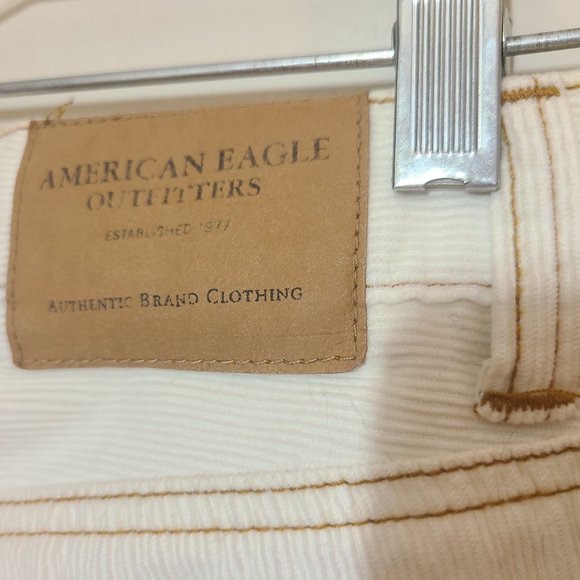 AMERICAN EAGLE
OUTFITTERS
ESTABLISHED 1977
AUTHENTIC BRAND CLOTHING